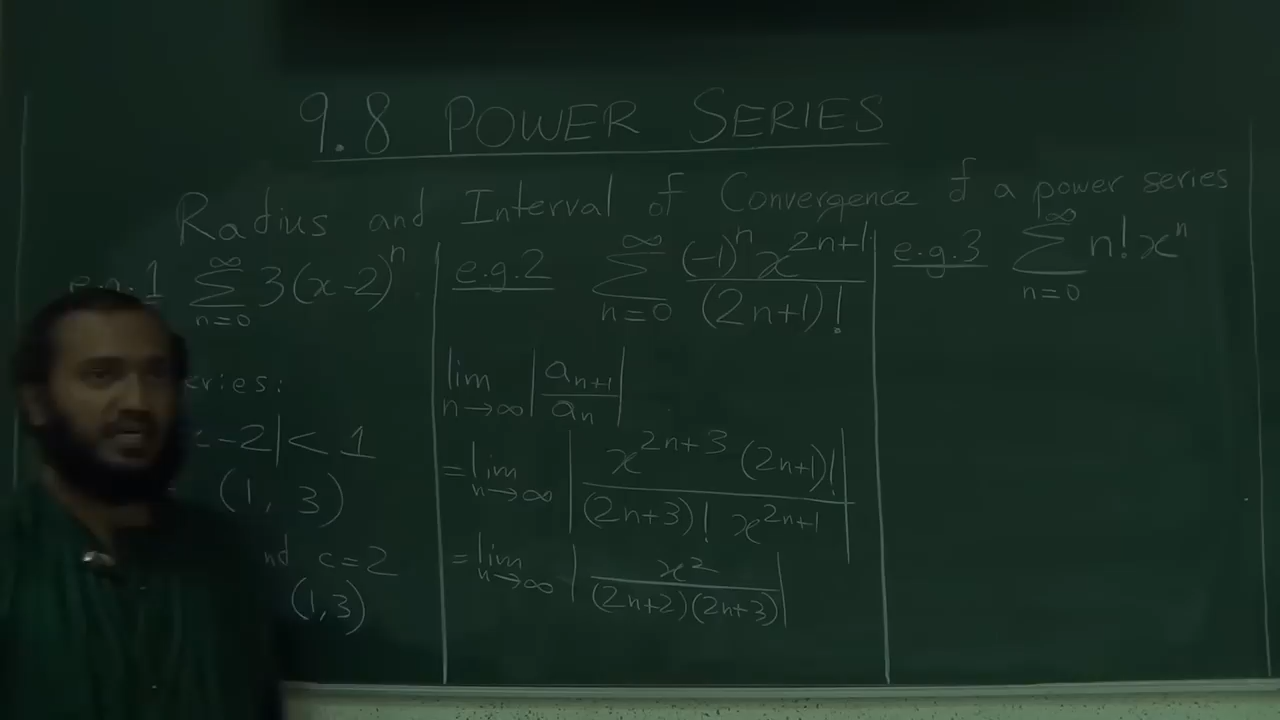 9.8 POWER SERIES
Radius and Interval of Convergence of a power series
e.g.1 ∑_{n=0}^{∞} 3(x-2)^n
eries:
-2|< 1
(1, 3)
nd c=2
(1,3)
e.g.2 ∑_{n=0}^{∞} (-1)^n x^{2n+1} / (2n+1)!
lim_{n→∞} |a_{n+1} / a_n|
= lim_{n→∞} |x^{2n+3} (2n+1)! / (2n+3)! x^{2n+1}|
= lim_{n→∞} |x^2 / (2n+2)(2n+3)|
e.g.3 ∑_{n=0}^{∞} n! x^n